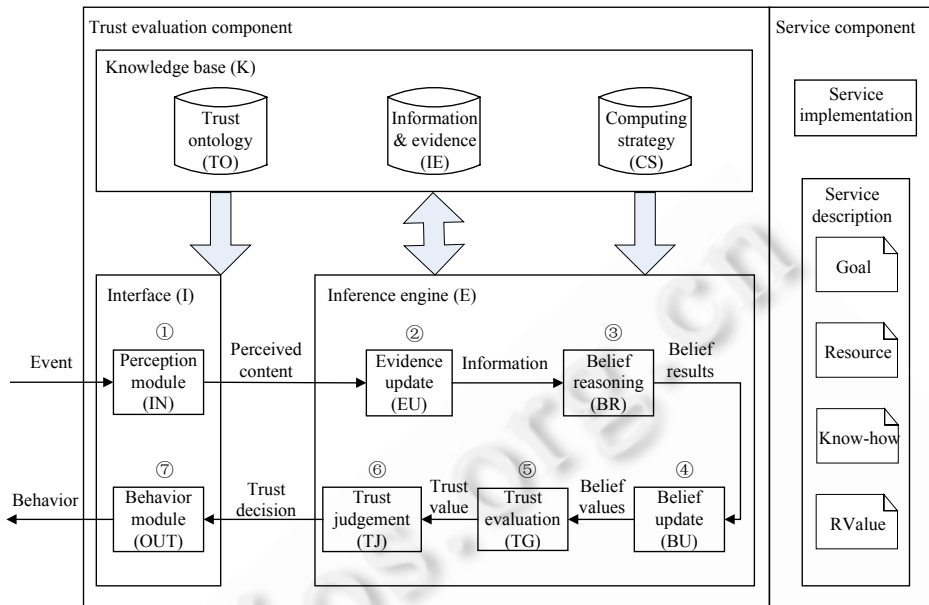 Trust evaluation component
Service component
Knowledge base (K)
Trust
ontology
(TO)
Information
& evidence
(IE)
Computing
strategy
(CS)
Service
implementation
Service
description
Goal
Resource
Know-how
RValue
Interface (I)
Inference engine (E)
Event
①
Perception
module
(IN)
Perceived
content
②
Evidence
update
(EU)
Information
③
Belief
reasoning
(BR)
Belief
results
④
Belief
update
(BU)
Belief
values
⑤
Trust
evaluation
(TG)
Trust
value
⑥
Trust
judgement
(TJ)
Trust
decision
⑦
Behavior
module
(OUT)
Behavior